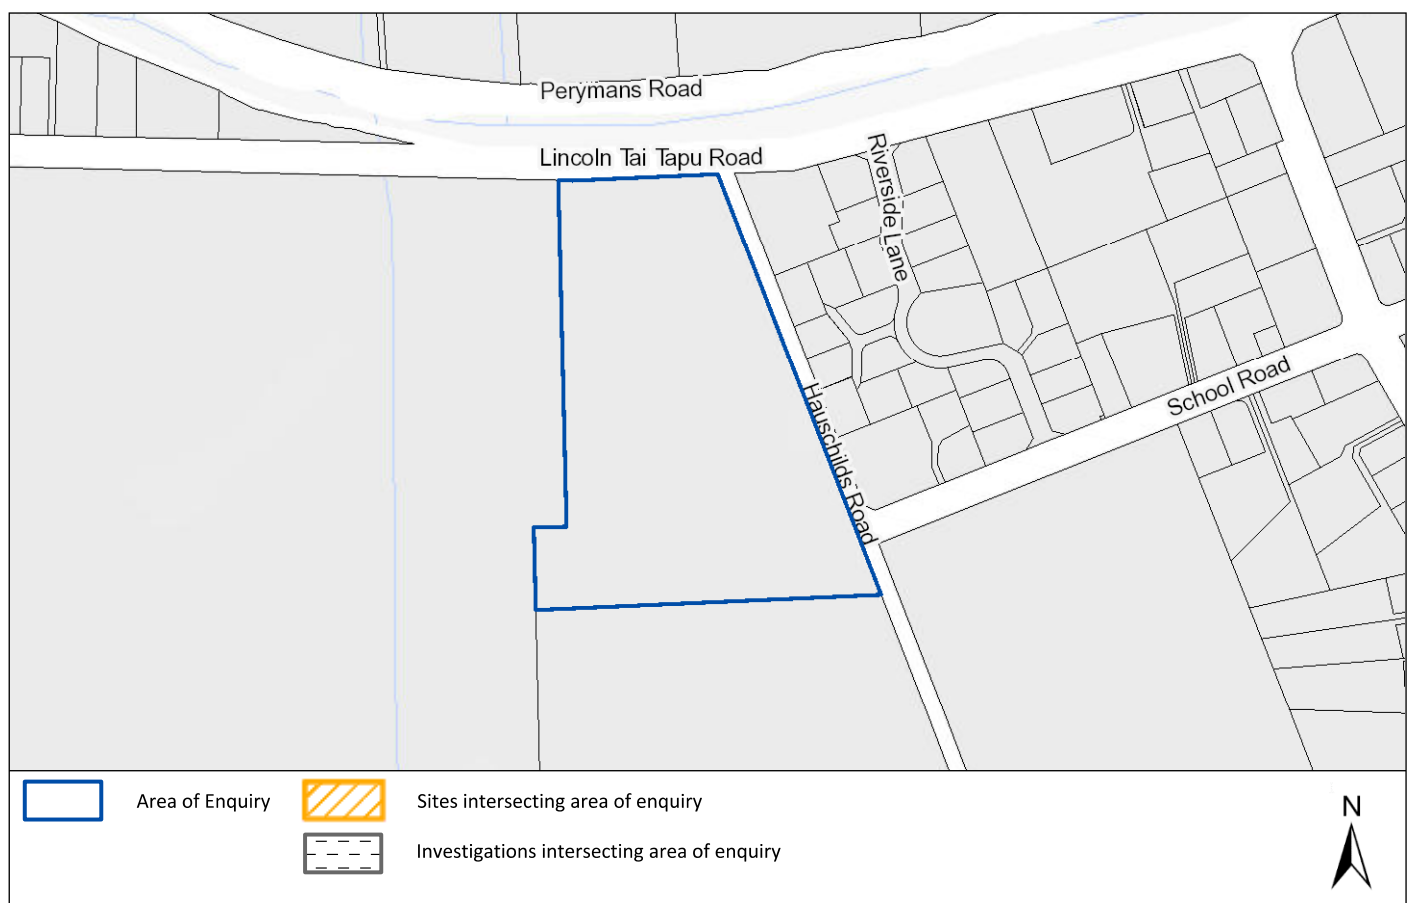 Perymans Road
Lincoln Tai Tapu Road
Riverside Lane
Hauschilds Road
School Road
Area of Enquiry
Sites intersecting area of enquiry
Investigations intersecting area of enquiry
N